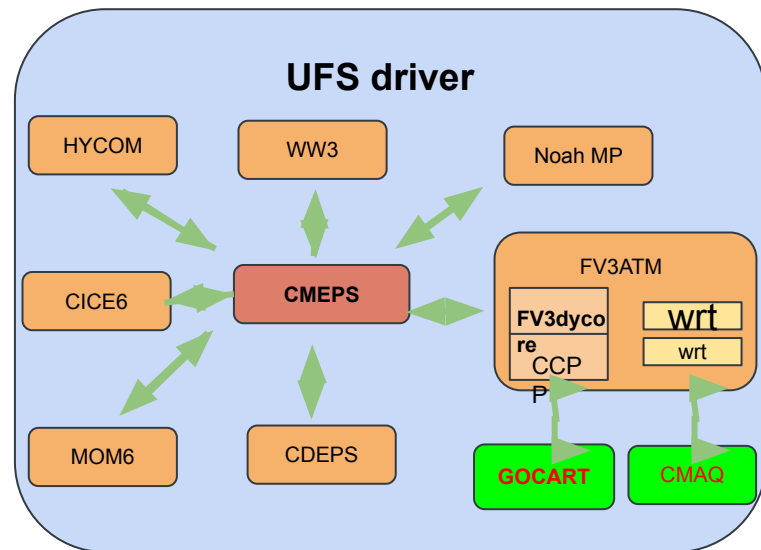 UFS driver
HYCOM
WW3
Noah MP
FV3ATM
CICE6
CMEPS
FV3dyco
re
CCP
P
wrt
wrt
MOM6
CDEPS
GOCART
CMAQ